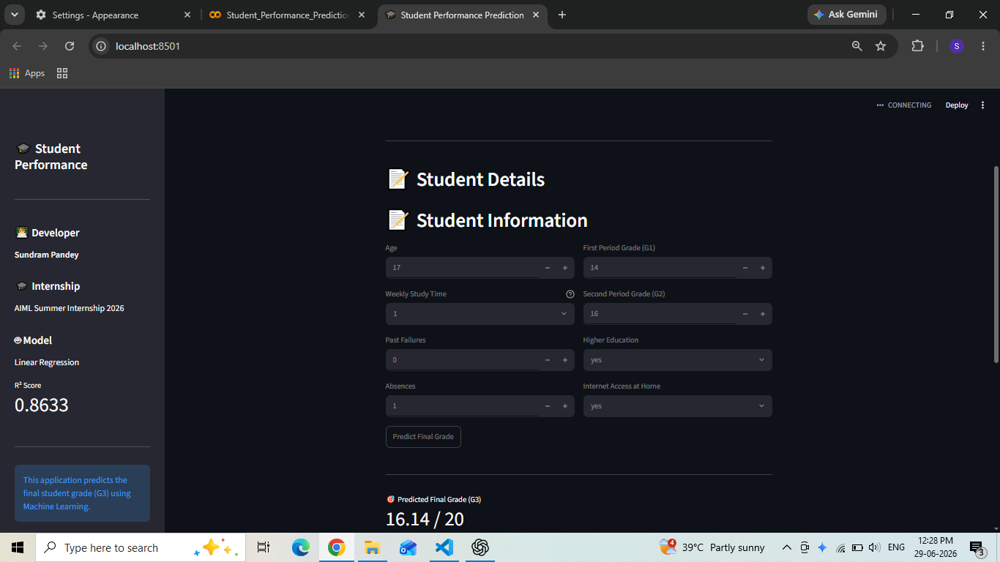 Settings - Appearance
Student_Performance_Predictio
Student Performance Prediction
Ask Gemini
localhost:8501
S
Apps
CONNECTING
Deploy
Student
Performance
Developer
Sundram Pandey
Internship
AIML Summer Internship 2026
Model
Linear Regression
R² Score
0.8633
This application predicts the
final student grade (G3) using
Machine Learning.
Student Details
Student Information
Age
First Period Grade (G1)
17
14
Weekly Study Time
Second Period Grade (G2)
1
16
Past Failures
Higher Education
0
yes
Absences
Internet Access at Home
1
yes
Predict Final Grade
Predicted Final Grade (G3)
16.14 / 20
Type here to search
4
39°C Partly sunny
ENG
12:28 PM
29-06-2026
3